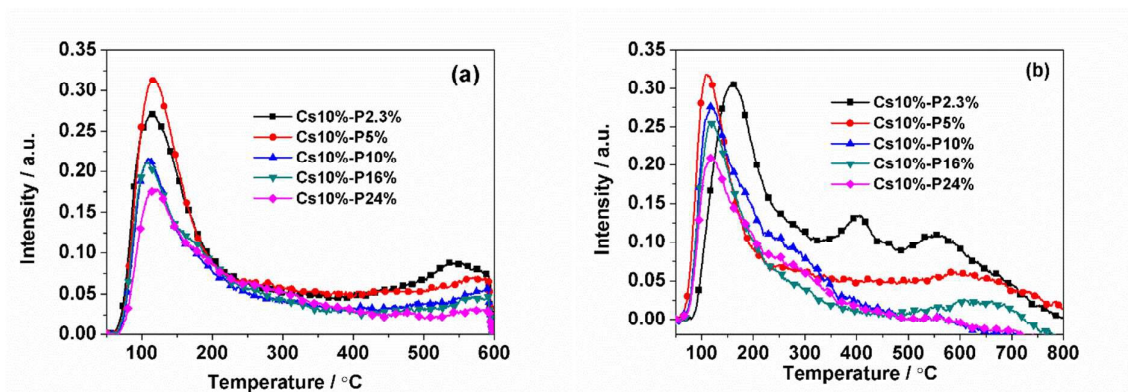 0.35
0.30
0.25
0.20
0.15
0.10
0.05
0.00
Intensity / a.u.
(a)
Cs10%-P2.3%
Cs10%-P5%
Cs10%-P10%
Cs10%-P16%
Cs10%-P24%
100 200 300 400 500 600
Temperature / °C
0.35
0.30
0.25
0.20
0.15
0.10
0.05
0.00
Intensity / a.u.
(b)
Cs10%-P2.3%
Cs10%-P5%
Cs10%-P10%
Cs10%-P16%
Cs10%-P24%
100 200 300 400 500 600 700 800
Temperature / °C